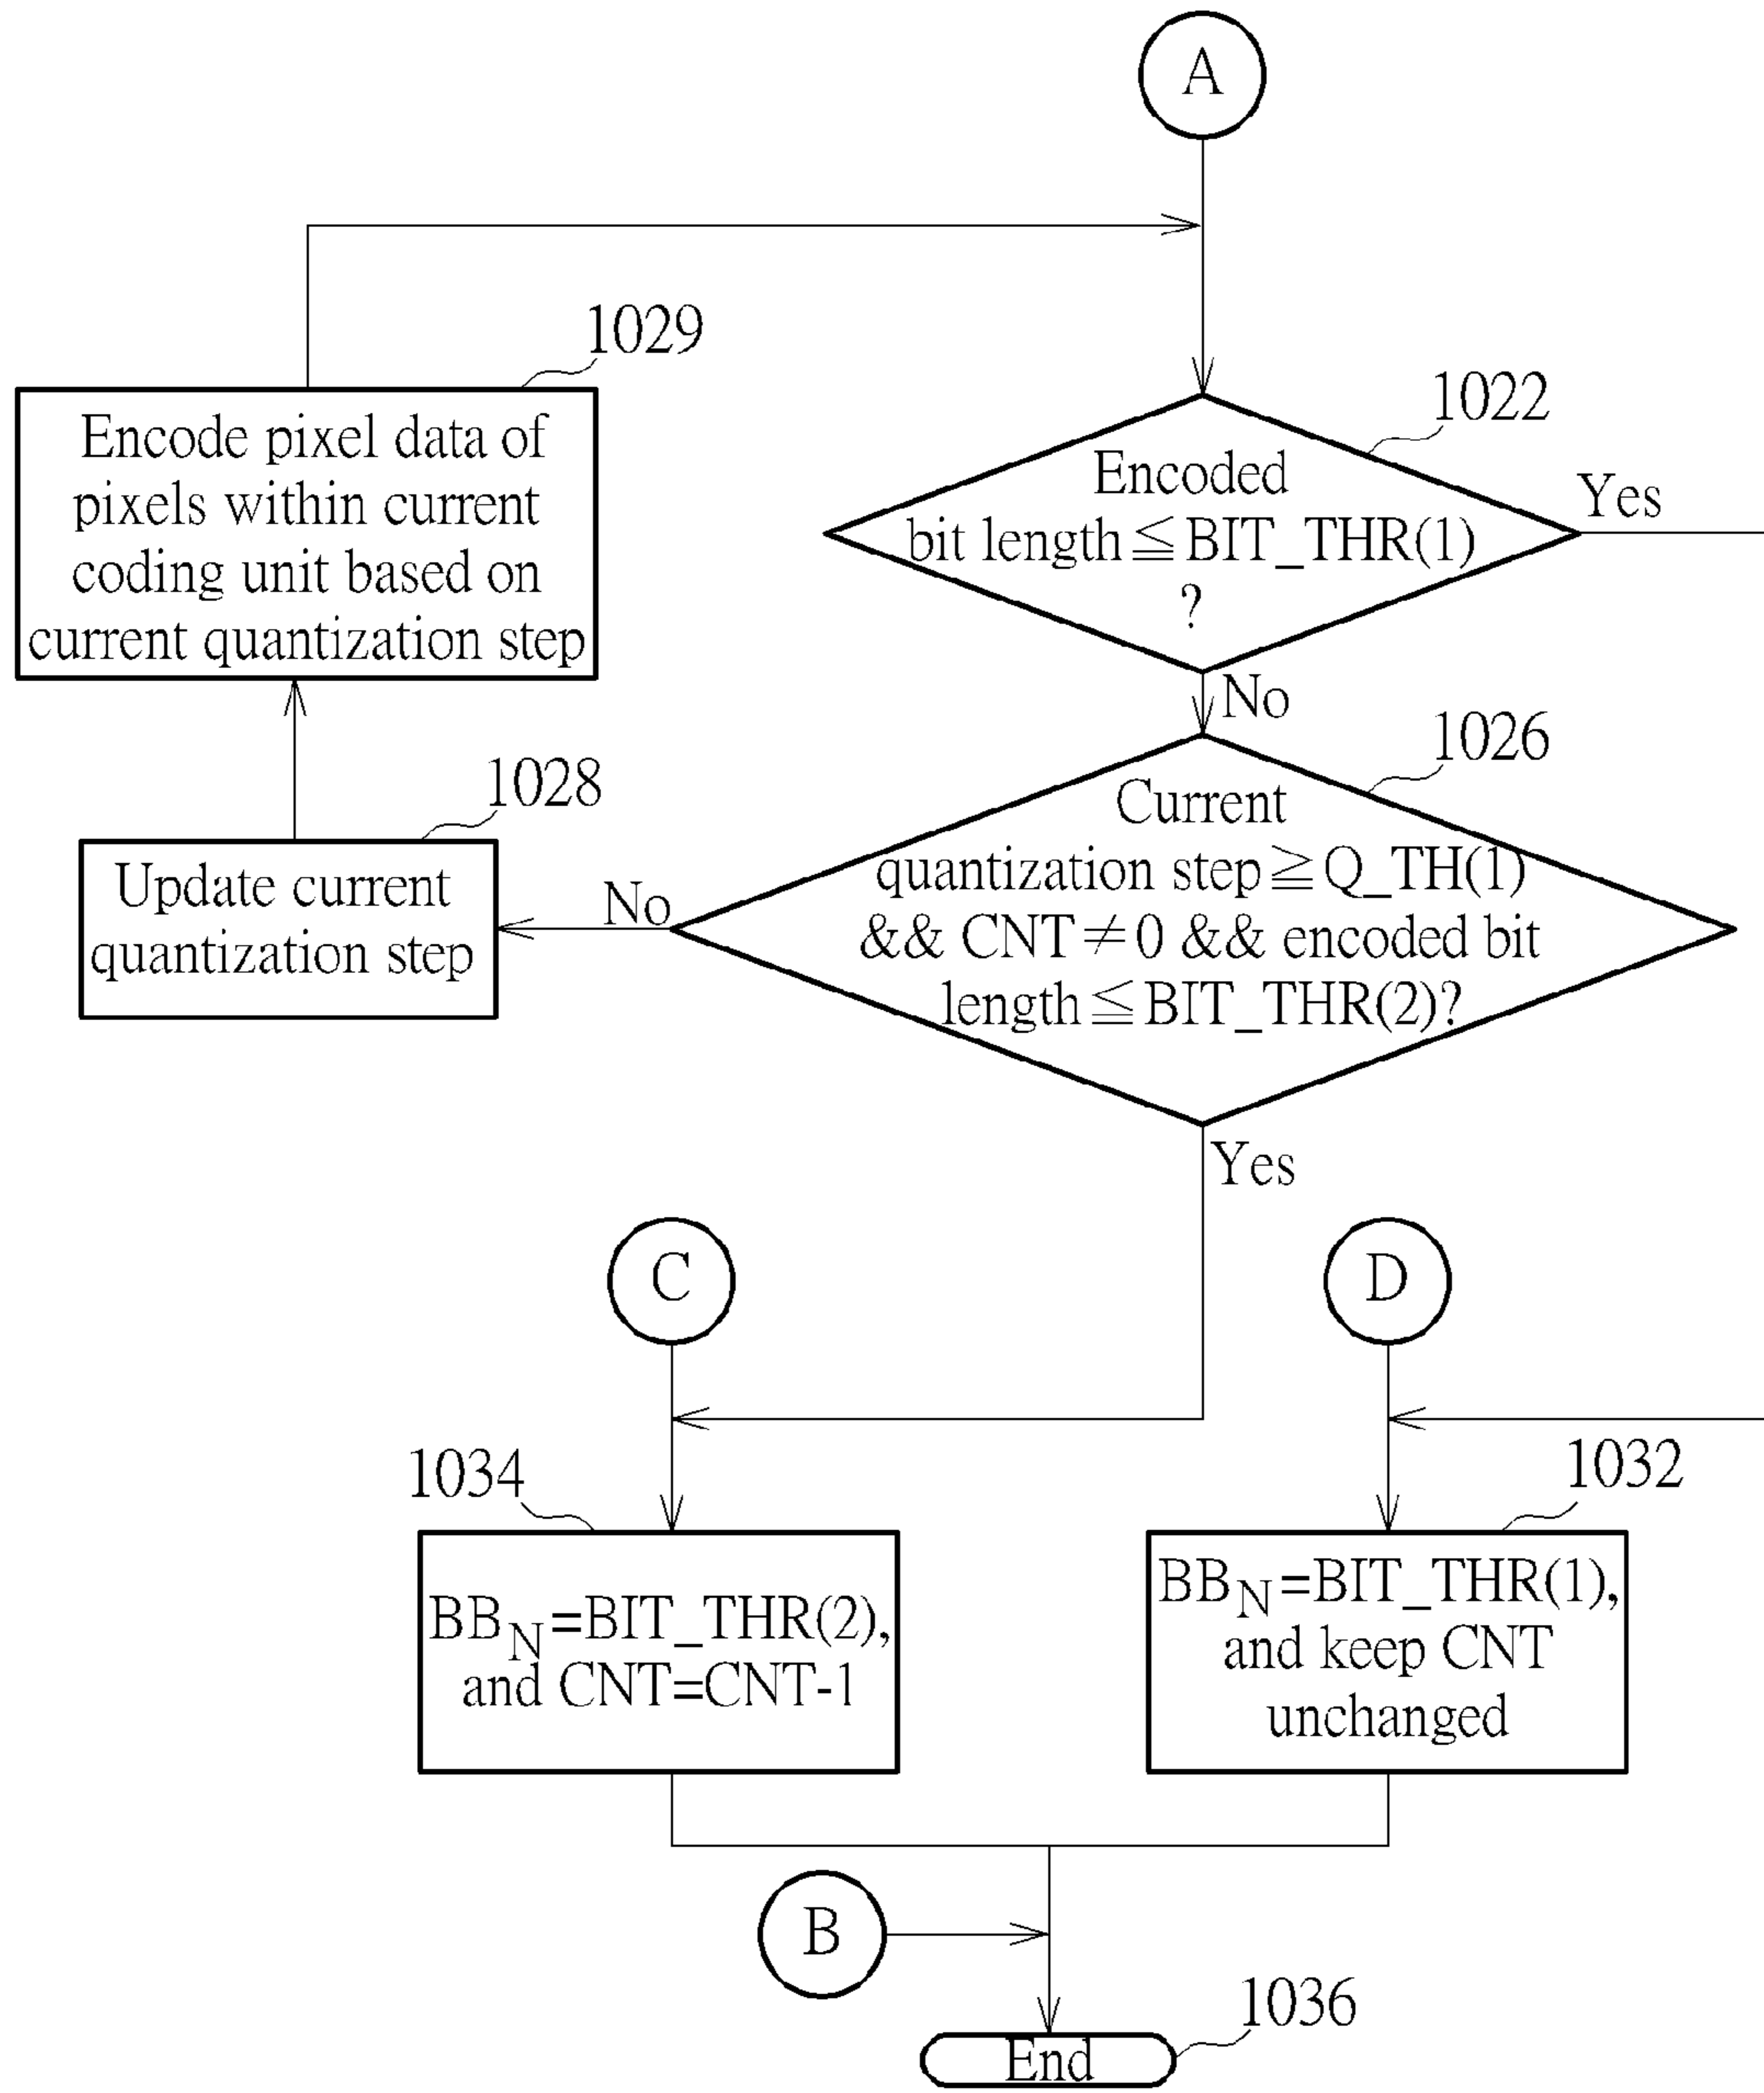 A
1029
Encode pixel data of
pixels within current
coding unit based on
current quantization step
1022
Encoded
bit length≦BIT_THR(1)
?
Yes
No
1026
Current
quantization step≧Q_TH(1)
&& CNT≠0 && encoded bit
length≦BIT_THR(2)?
1028
Update current
quantization step
No
Yes
C
D
1034
BBN=BIT_THR(2),
and CNT=CNT-1
1032
BBN=BIT_THR(1),
and keep CNT
unchanged
B
1036
End